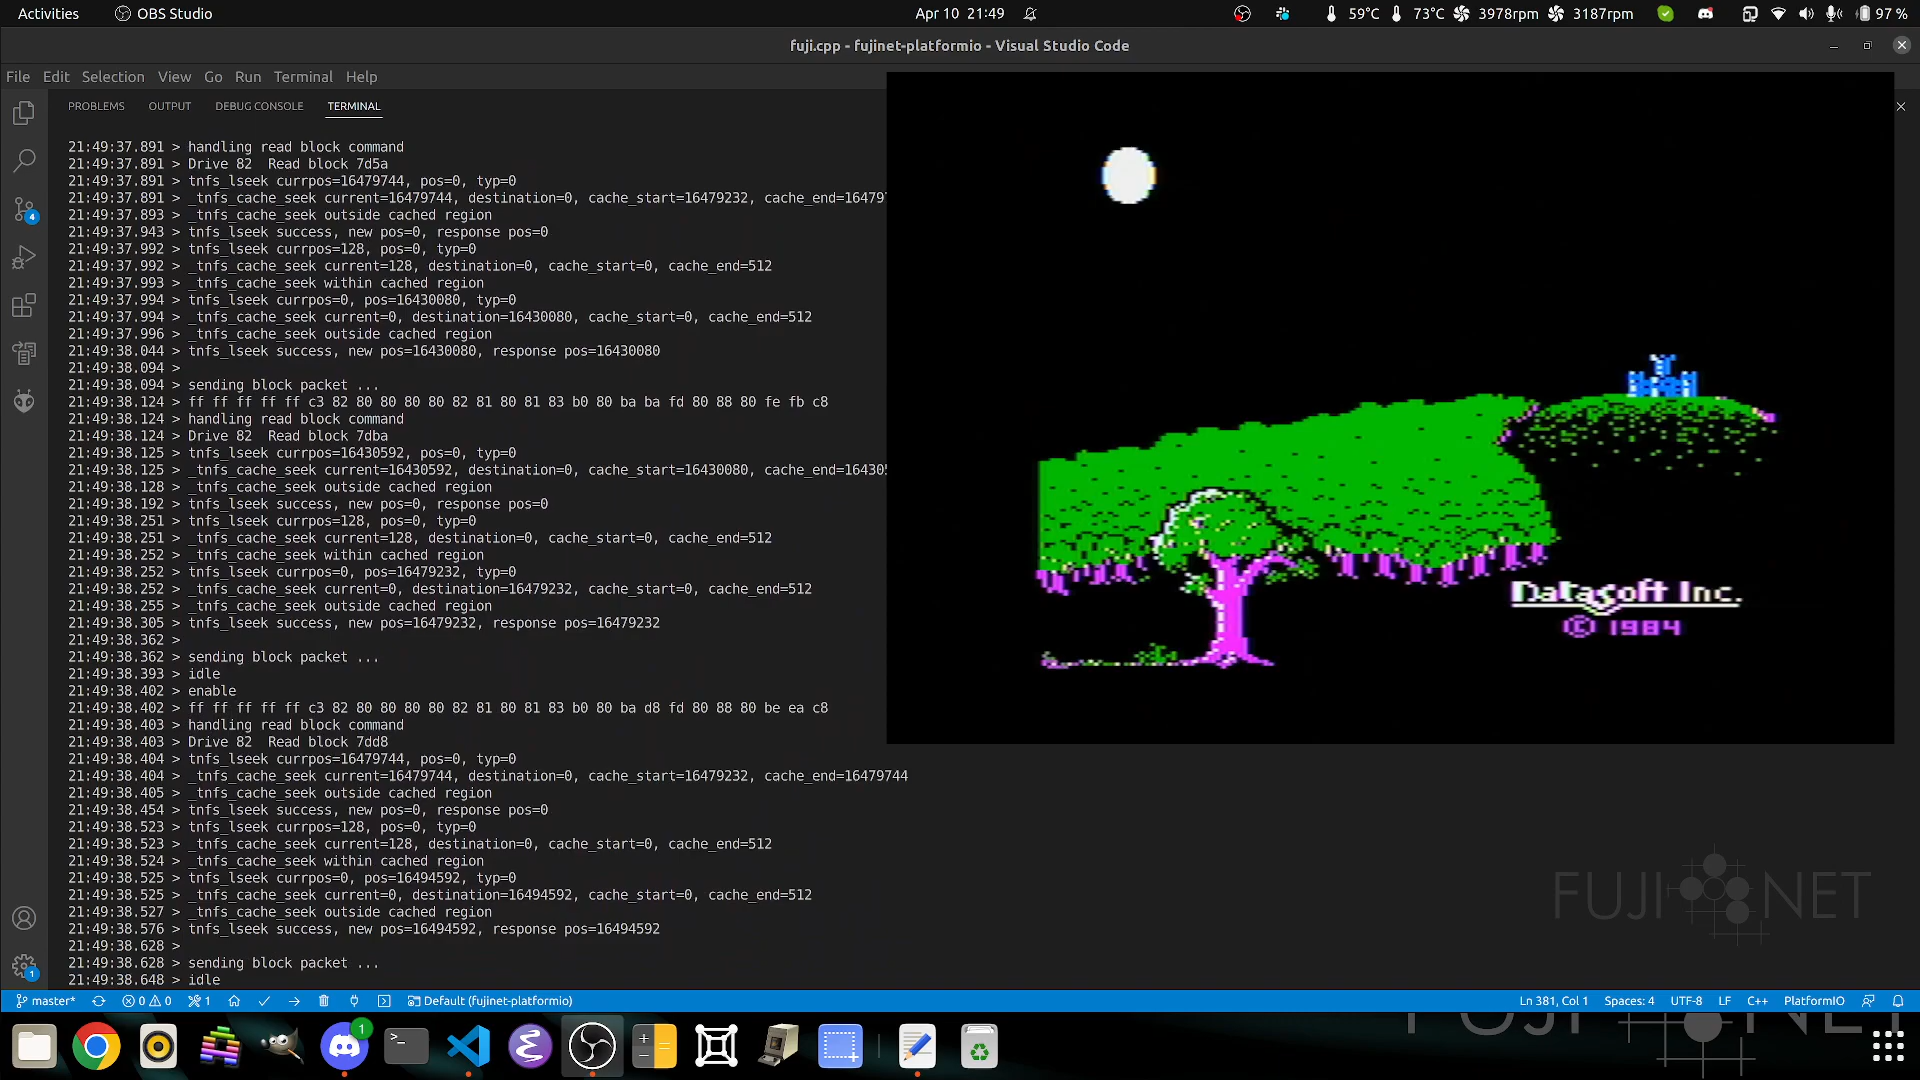 Activities
OBS Studio
Apr 10 21:49
59°C
73°C
3978rpm
3187rpm
97 %
fuji.cpp - fujinet-platformio - Visual Studio Code
File Edit Selection View Go Run Terminal Help
PROBLEMS OUTPUT DEBUG CONSOLE TERMINAL
21:49:37.891 > handling read block command
21:49:37.891 > Drive 82  Read block 7d5a
21:49:37.891 > tnfs_lseek currpos=16479744, pos=0, typ=0
21:49:37.891 > _tnfs_cache_seek current=16479744, destination=0, cache_start=16479232, cache_end=16479
21:49:37.893 > _tnfs_cache_seek outside cached region
21:49:37.943 > tnfs_lseek success, new pos=0, response pos=0
21:49:37.992 > tnfs_lseek currpos=128, pos=0, typ=0
21:49:37.992 > _tnfs_cache_seek current=128, destination=0, cache_start=0, cache_end=512
21:49:37.993 > _tnfs_cache_seek within cached region
21:49:37.994 > tnfs_lseek currpos=0, pos=16430080, typ=0
21:49:37.994 > _tnfs_cache_seek current=0, destination=16430080, cache_start=0, cache_end=512
21:49:37.996 > _tnfs_cache_seek outside cached region
21:49:38.044 > tnfs_lseek success, new pos=16430080, response pos=16430080
21:49:38.094 >
21:49:38.094 > sending block packet ...
21:49:38.124 > ff ff ff ff ff c3 82 80 80 80 80 82 81 80 81 83 b0 80 ba ba fd 80 88 80 fe fb c8
21:49:38.124 > handling read block command
21:49:38.124 > Drive 82  Read block 7dba
21:49:38.125 > tnfs_lseek currpos=16430592, pos=0, typ=0
21:49:38.125 > _tnfs_cache_seek current=16430592, destination=0, cache_start=16430080, cache_end=16430
21:49:38.128 > _tnfs_cache_seek outside cached region
21:49:38.192 > tnfs_lseek success, new pos=0, response pos=0
21:49:38.251 > tnfs_lseek currpos=128, pos=0, typ=0
21:49:38.251 > _tnfs_cache_seek current=128, destination=0, cache_start=0, cache_end=512
21:49:38.252 > _tnfs_cache_seek within cached region
21:49:38.252 > tnfs_lseek currpos=0, pos=16479232, typ=0
21:49:38.252 > _tnfs_cache_seek current=0, destination=16479232, cache_start=0, cache_end=512
21:49:38.255 > _tnfs_cache_seek outside cached region
21:49:38.305 > tnfs_lseek success, new pos=16479232, response pos=16479232
21:49:38.362 >
21:49:38.362 > sending block packet ...
21:49:38.393 > idle
21:49:38.402 > enable
21:49:38.402 > ff ff ff ff ff c3 82 80 80 80 80 82 81 80 81 83 b0 80 ba d8 fd 80 88 80 be ea c8
21:49:38.403 > handling read block command
21:49:38.403 > Drive 82  Read block 7dd8
21:49:38.404 > tnfs_lseek currpos=16479744, pos=0, typ=0
21:49:38.404 > _tnfs_cache_seek current=16479744, destination=0, cache_start=16479232, cache_end=16479744
21:49:38.405 > _tnfs_cache_seek outside cached region
21:49:38.454 > tnfs_lseek success, new pos=0, response pos=0
21:49:38.523 > tnfs_lseek currpos=128, pos=0, typ=0
21:49:38.523 > _tnfs_cache_seek current=128, destination=0, cache_start=0, cache_end=512
21:49:38.524 > _tnfs_cache_seek within cached region
21:49:38.525 > tnfs_lseek currpos=0, pos=16494592, typ=0
21:49:38.525 > _tnfs_cache_seek current=0, destination=16494592, cache_start=0, cache_end=512
21:49:38.527 > _tnfs_cache_seek outside cached region
21:49:38.576 > tnfs_lseek success, new pos=16494592, response pos=16494592
21:49:38.628 >
21:49:38.628 > sending block packet ...
21:49:38.648 > idle
Datasoft Inc.
© 1984
FUJI NET
4
1
master* 0 0 1 Default (fujinet-platformio)
Ln 381, Col 1 Spaces: 4 UTF-8 LF C++ PlatformIO
1